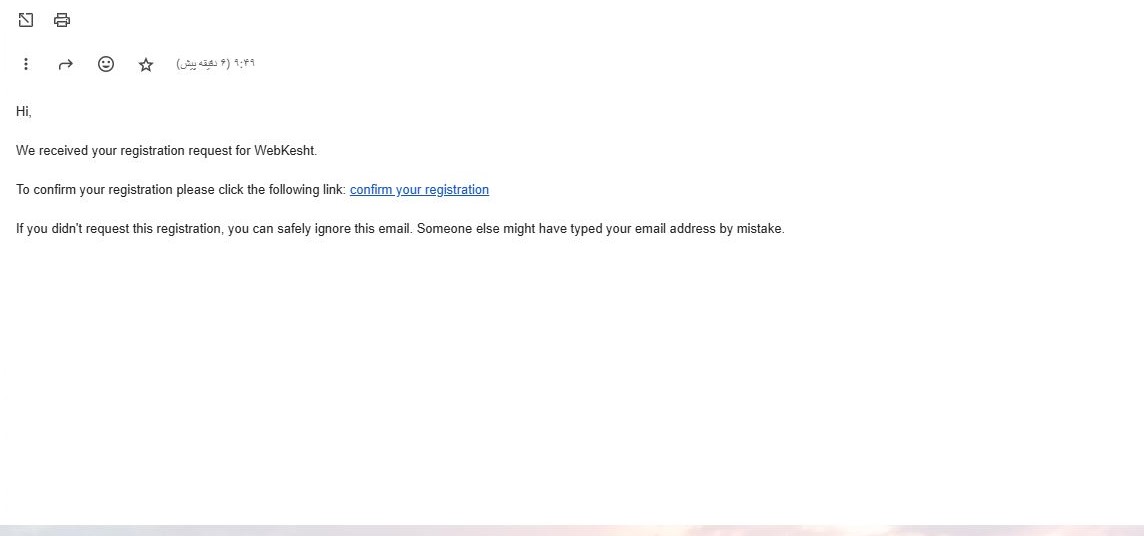 ۹:۴۹ (۶ دقیقه پیش)
Hi,
We received your registration request for WebKesht.
To confirm your registration please click the following link: confirm your registration
If you didn't request this registration, you can safely ignore this email. Someone else might have typed your email address by mistake.